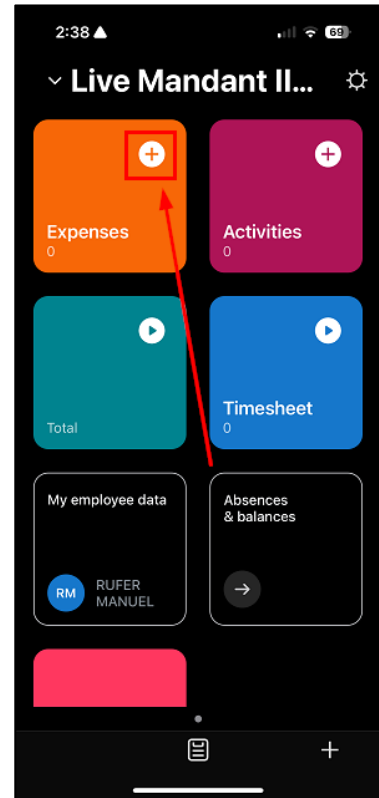 2:38
69
Live Mandant II...
Expenses
0
Activities
0
Total
Timesheet
0
My employee data
RM
RUFER
MANUEL
Absences
& balances